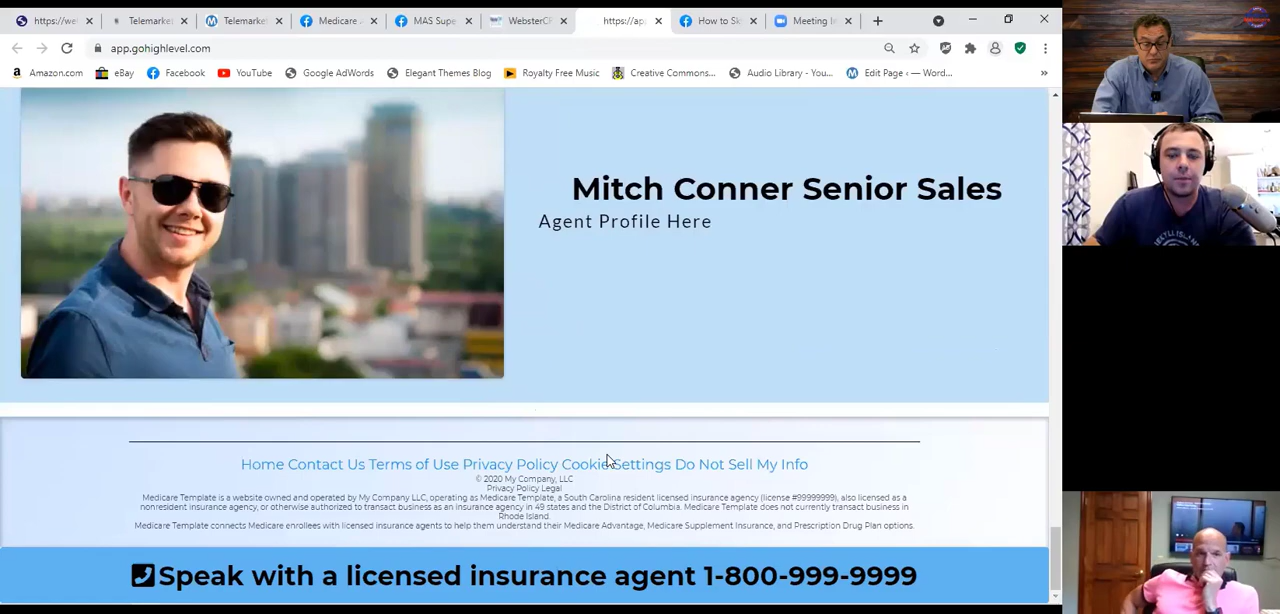 https://we
Telemarket
Telemarket
Medicare
MAS Supe
WebsterCR
https://ap
How to Sk
Meeting I
app.gohighlevel.com
Amazon.com
eBay
Facebook
YouTube
Google AdWords
Elegant Themes Blog
Royalty Free Music
Creative Commons...
Audio Library - You...
Edit Page ‹ — Word...
Mitch Conner Senior Sales
Agent Profile Here
Home Contact Us Terms of Use Privacy Policy Cookie Settings Do Not Sell My Info
© 2020 My Company, LLC
Privacy Policy Legal
Medicare Template is a website owned and operated by My Company LLC, operating as Medicare Template, a South Carolina resident licensed insurance agency (license #99999999), also licensed as a
nonresident insurance agency, or otherwise authorized to transact business as an insurance agency in 49 states and the District of Columbia. Medicare Template does not currently transact business in
Rhode Island.
Medicare Template connects Medicare enrollees with licensed insurance agents to help them understand their Medicare Advantage, Medicare Supplement Insurance, and Prescription Drug Plan options.
Speak with a licensed insurance agent 1-800-999-9999